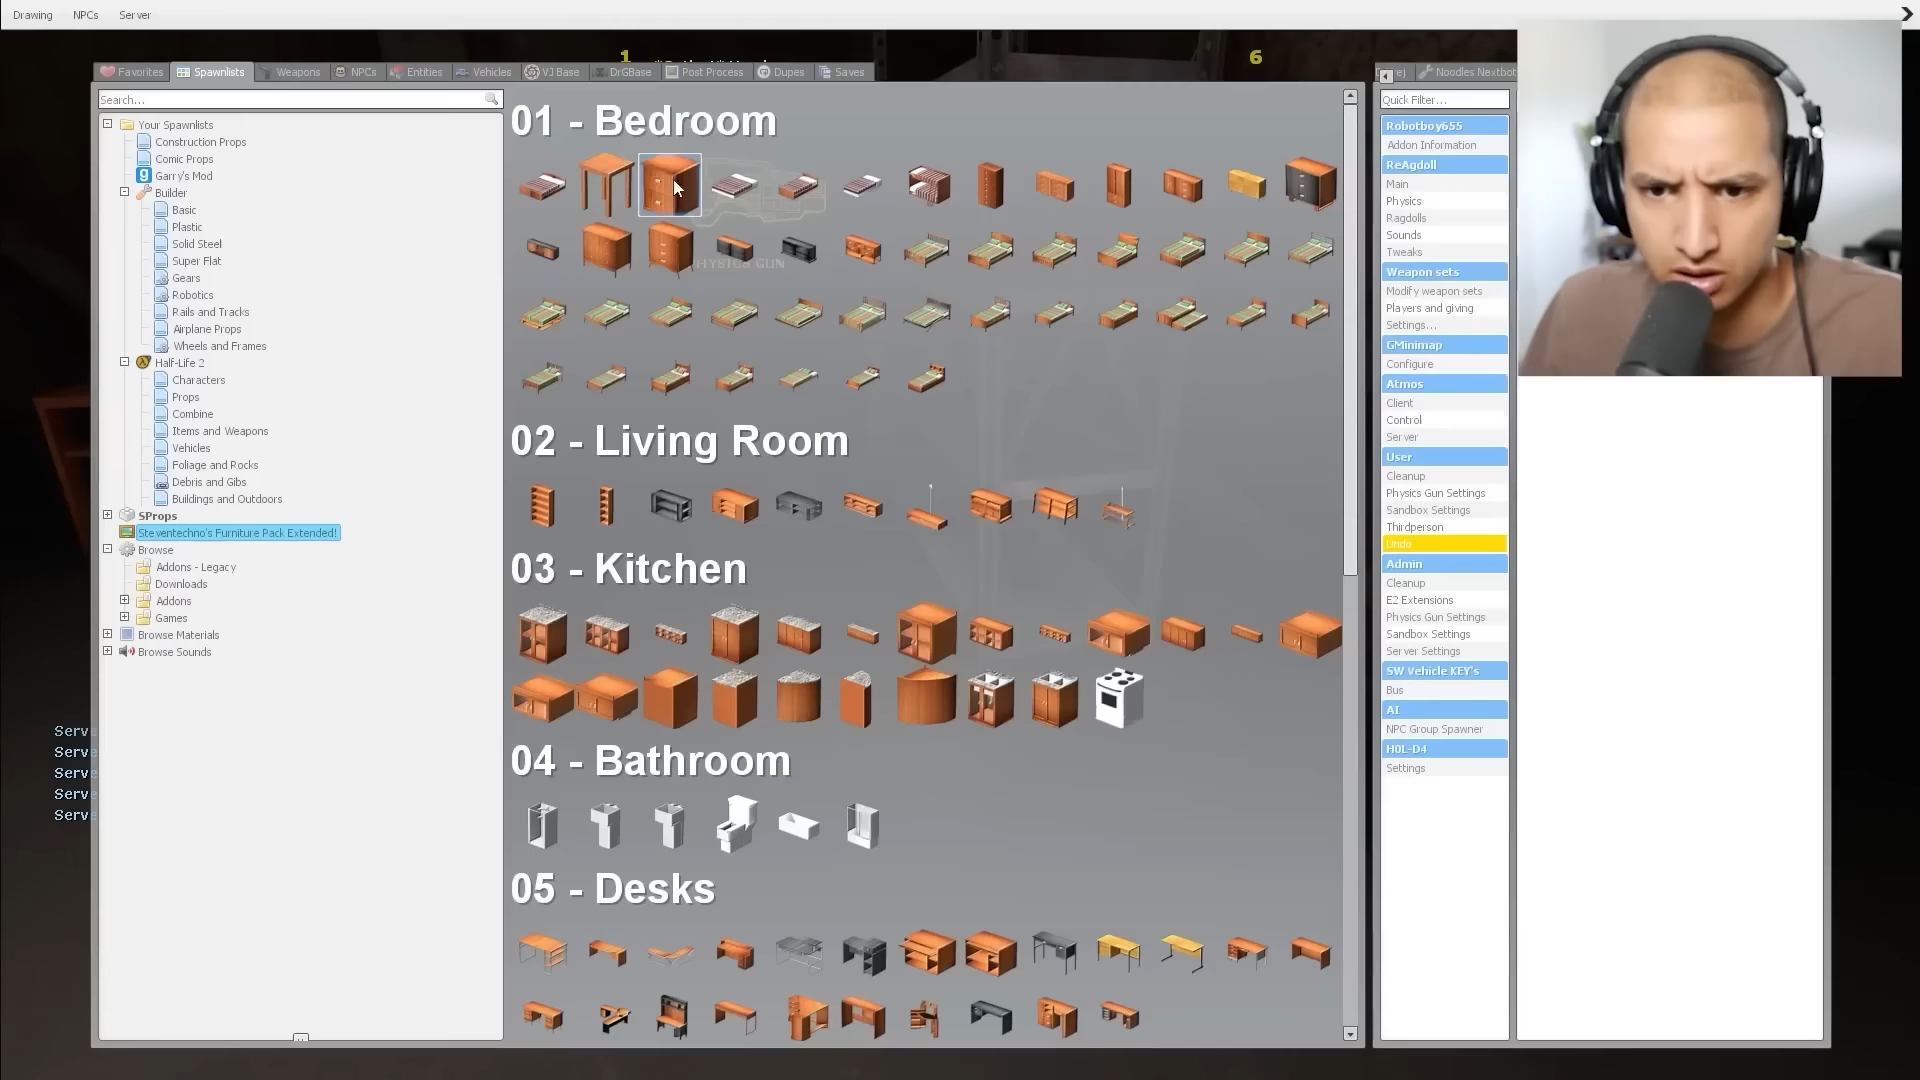 Drawing NPCs Server
1 6
Favorites Spawnlists Weapons NPCs Entities Vehicles VJ Base DrGBase Post Process Dupes Saves
Noodles Nextbot
Search...
Your Spawnlists
Construction Props
Comic Props
Garry's Mod
Builder
Basic
Plastic
Solid Steel
Super Flat
Gears
Robotics
Rails and Tracks
Airplane Props
Wheels and Frames
Half-Life 2
Characters
Props
Combine
Items and Weapons
Vehicles
Foliage and Rocks
Debris and Gibs
Buildings and Outdoors
SProps
Steventechno's Furniture Pack Extended!
Browse
Addons - Legacy
Downloads
Addons
Games
Browse Materials
Browse Sounds
Serv
Serve
Serve
Serve
Serve
01 - Bedroom
PHYSICS GUN
02 - Living Room
03 - Kitchen
04 - Bathroom
05 - Desks
Quick Filter...
Robotboy655
Addon Information
ReAgdoll
Main
Physics
Ragdolls
Sounds
Tweaks
Weapon sets
Modify weapon sets
Players and giving
Settings...
GMinimap
Configure
Atmos
Client
Control
Server
User
Cleanup
Physics Gun Settings
Sandbox Settings
Thirdperson
Undo
Admin
Cleanup
E2 Extensions
Physics Gun Settings
Sandbox Settings
Server Settings
SW Vehicle KEY's
Bus
AI
NPC Group Spawner
H0L-D4
Settings